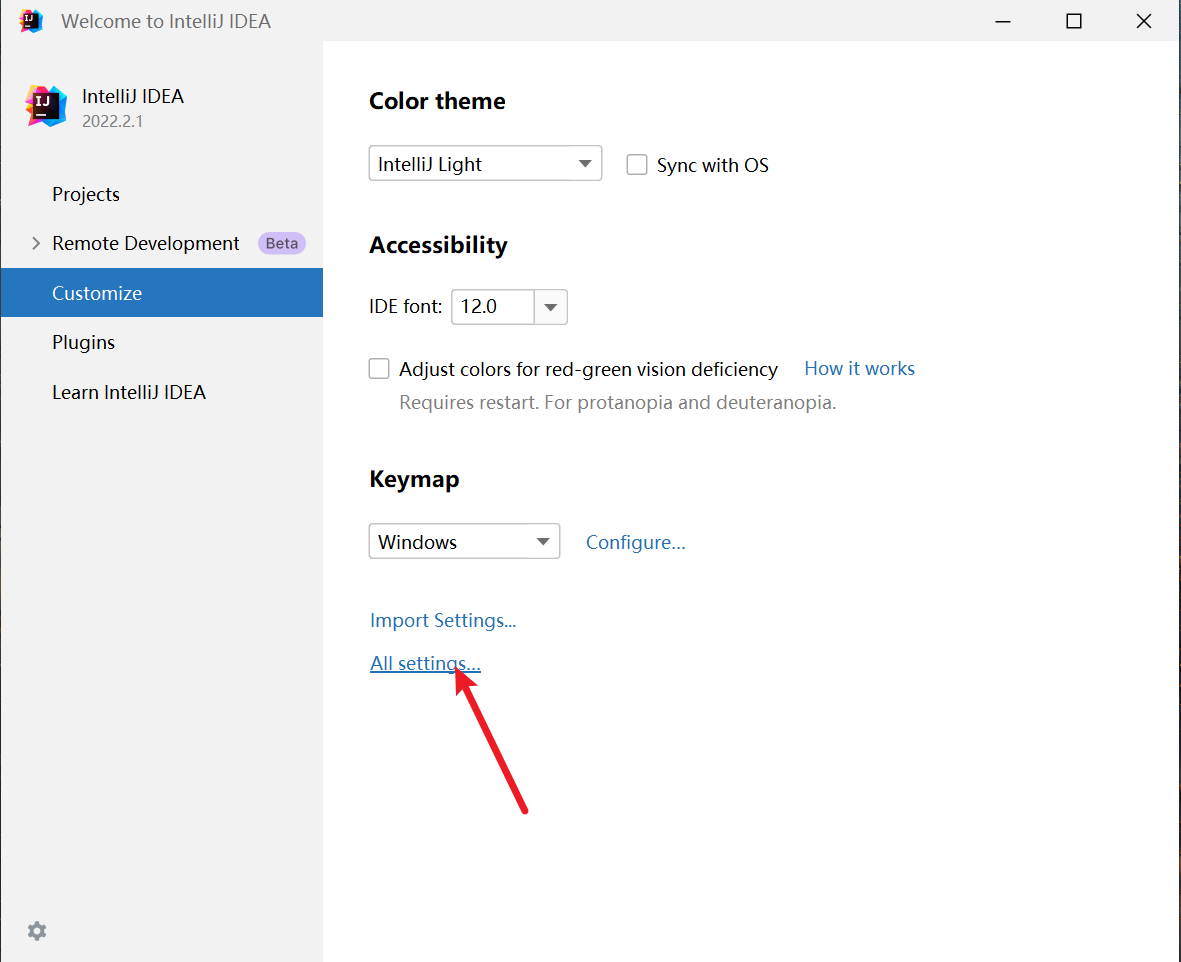 Welcome to IntelliJ IDEA
IJ
IntelliJ IDEA
2022.2.1
Projects
Remote Development Beta
Customize
Plugins
Learn IntelliJ IDEA
Color theme
IntelliJ Light Sync with OS
Accessibility
IDE font: 12.0
Adjust colors for red-green vision deficiency How it works
Requires restart. For protanopia and deuteranopia.
Keymap
Windows Configure...
Import Settings...
All settings...